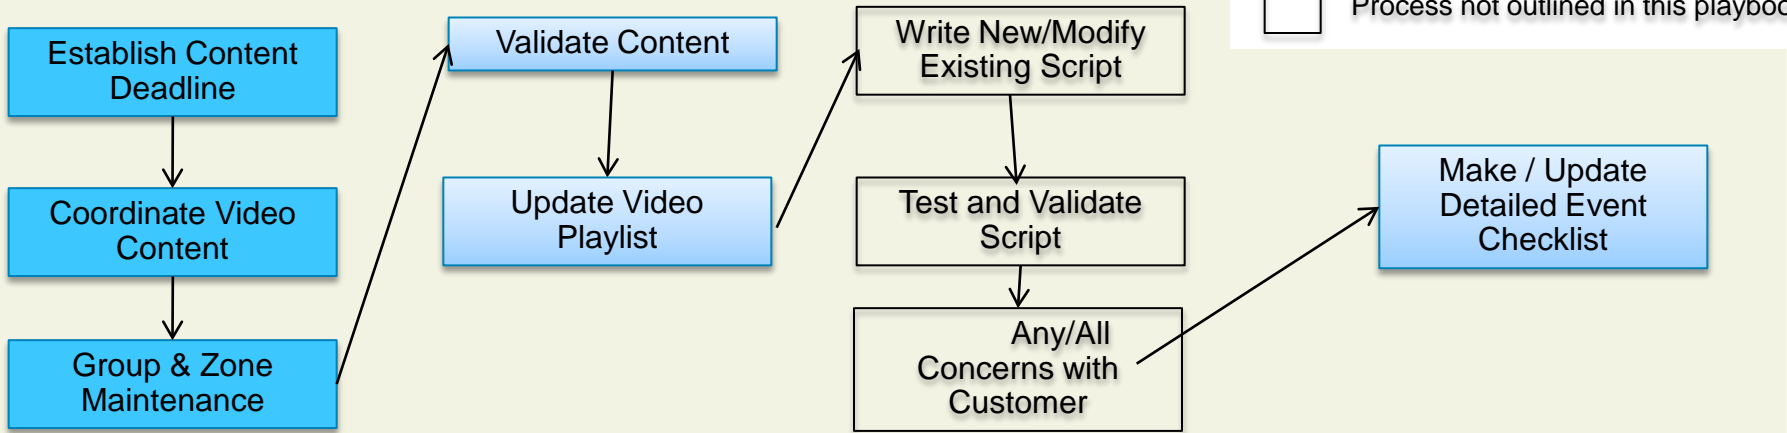 Establish Content
Deadline
Coordinate Video
Content
Group & Zone
Maintenance
Validate Content
Update Video
Playlist
Write New/Modify
Existing Script
Test and Validate
Script
Any/All
Concerns with
Customer
Make / Update
Detailed Event
Checklist
Process not outlined in this